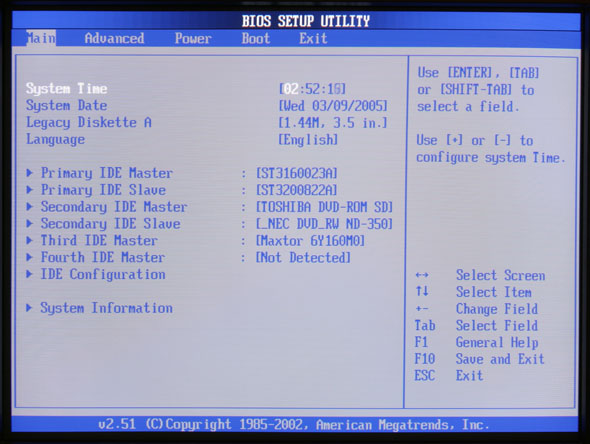 BIOS SETUP UTILITY
Main Advanced Power Boot Exit
System Time [02:52:18]
System Date [Wed 03/09/2005]
Legacy Diskette A [1.44M, 3.5 in.]
Language [English]
Primary IDE Master : [ST3160023A]
Primary IDE Slave : [ST3200822A]
Secondary IDE Master : [TOSHIBA DVD-ROM SD]
Secondary IDE Slave : [_NEC DVD_RW ND-350]
Third IDE Master : [Maxtor 6Y160M0]
Fourth IDE Master : [Not Detected]
IDE Configuration
System Information
Use [ENTER], [TAB]
or [SHIFT-TAB] to
select a field.
Use [+] or [-] to
configure system Time.
↔ Select Screen
↑↓ Select Item
+- Change Field
Tab Select Field
F1 General Help
F10 Save and Exit
ESC Exit
v2.51 (C)Copyright 1985-2002, American Megatrends, Inc.